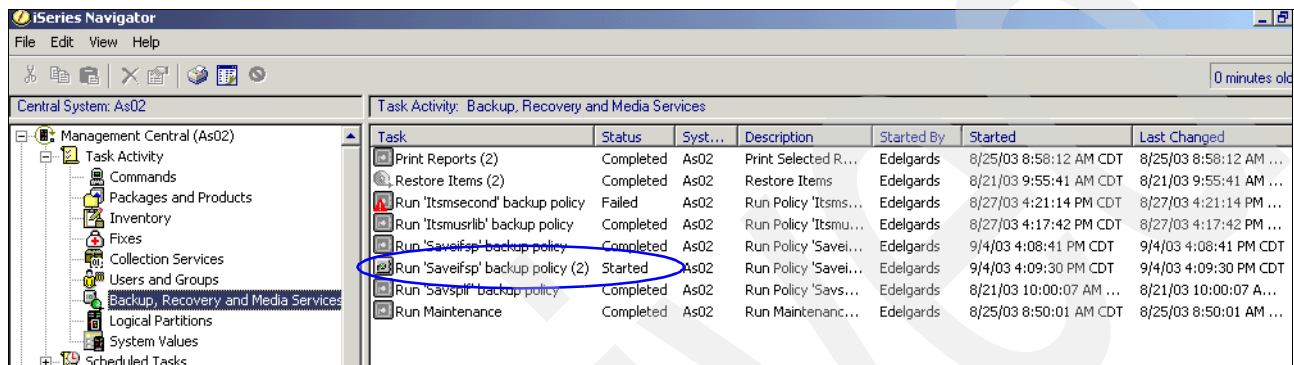 iSeries Navigator
File Edit View Help
0 minutes old
Central System: As02
Task Activity: Backup, Recovery and Media Services
Management Central (As02)
Task Activity
Commands
Packages and Products
Inventory
Fixes
Collection Services
Users and Groups
Backup, Recovery and Media Services
Logical Partitions
System Values
Scheduled Tasks
Task Status Syst... Description Started By Started Last Changed
Print Reports (2) Completed As02 Print Selected R... Edelgards 8/25/03 8:58:12 AM CDT 8/25/03 8:58:12 AM ...
Restore Items (2) Completed As02 Restore Items Edelgards 8/21/03 9:55:41 AM CDT 8/21/03 9:55:41 AM ...
Run 'Itsmsecond' backup policy Failed As02 Run Policy 'Itsms... Edelgards 8/27/03 4:21:14 PM CDT 8/27/03 4:21:14 PM ...
Run 'Itsmusrlib' backup policy Completed As02 Run Policy 'Itsmu... Edelgards 8/27/03 4:17:42 PM CDT 8/27/03 4:17:42 PM ...
Run 'Saveifsp' backup policy Completed As02 Run Policy 'Savei... Edelgards 9/4/03 4:08:41 PM CDT 9/4/03 4:08:41 PM CDT
Run 'Saveifsp' backup policy (2) Started As02 Run Policy 'Savei... Edelgards 9/4/03 4:09:30 PM CDT 9/4/03 4:09:30 PM CDT
Run 'Savsplf' backup policy Completed As02 Run Policy 'Savs... Edelgards 8/21/03 10:00:07 AM ... 8/21/03 10:00:07 A...
Run Maintenance Completed As02 Run Maintenanc... Edelgards 8/25/03 8:50:01 AM CDT 8/25/03 8:50:01 AM ...